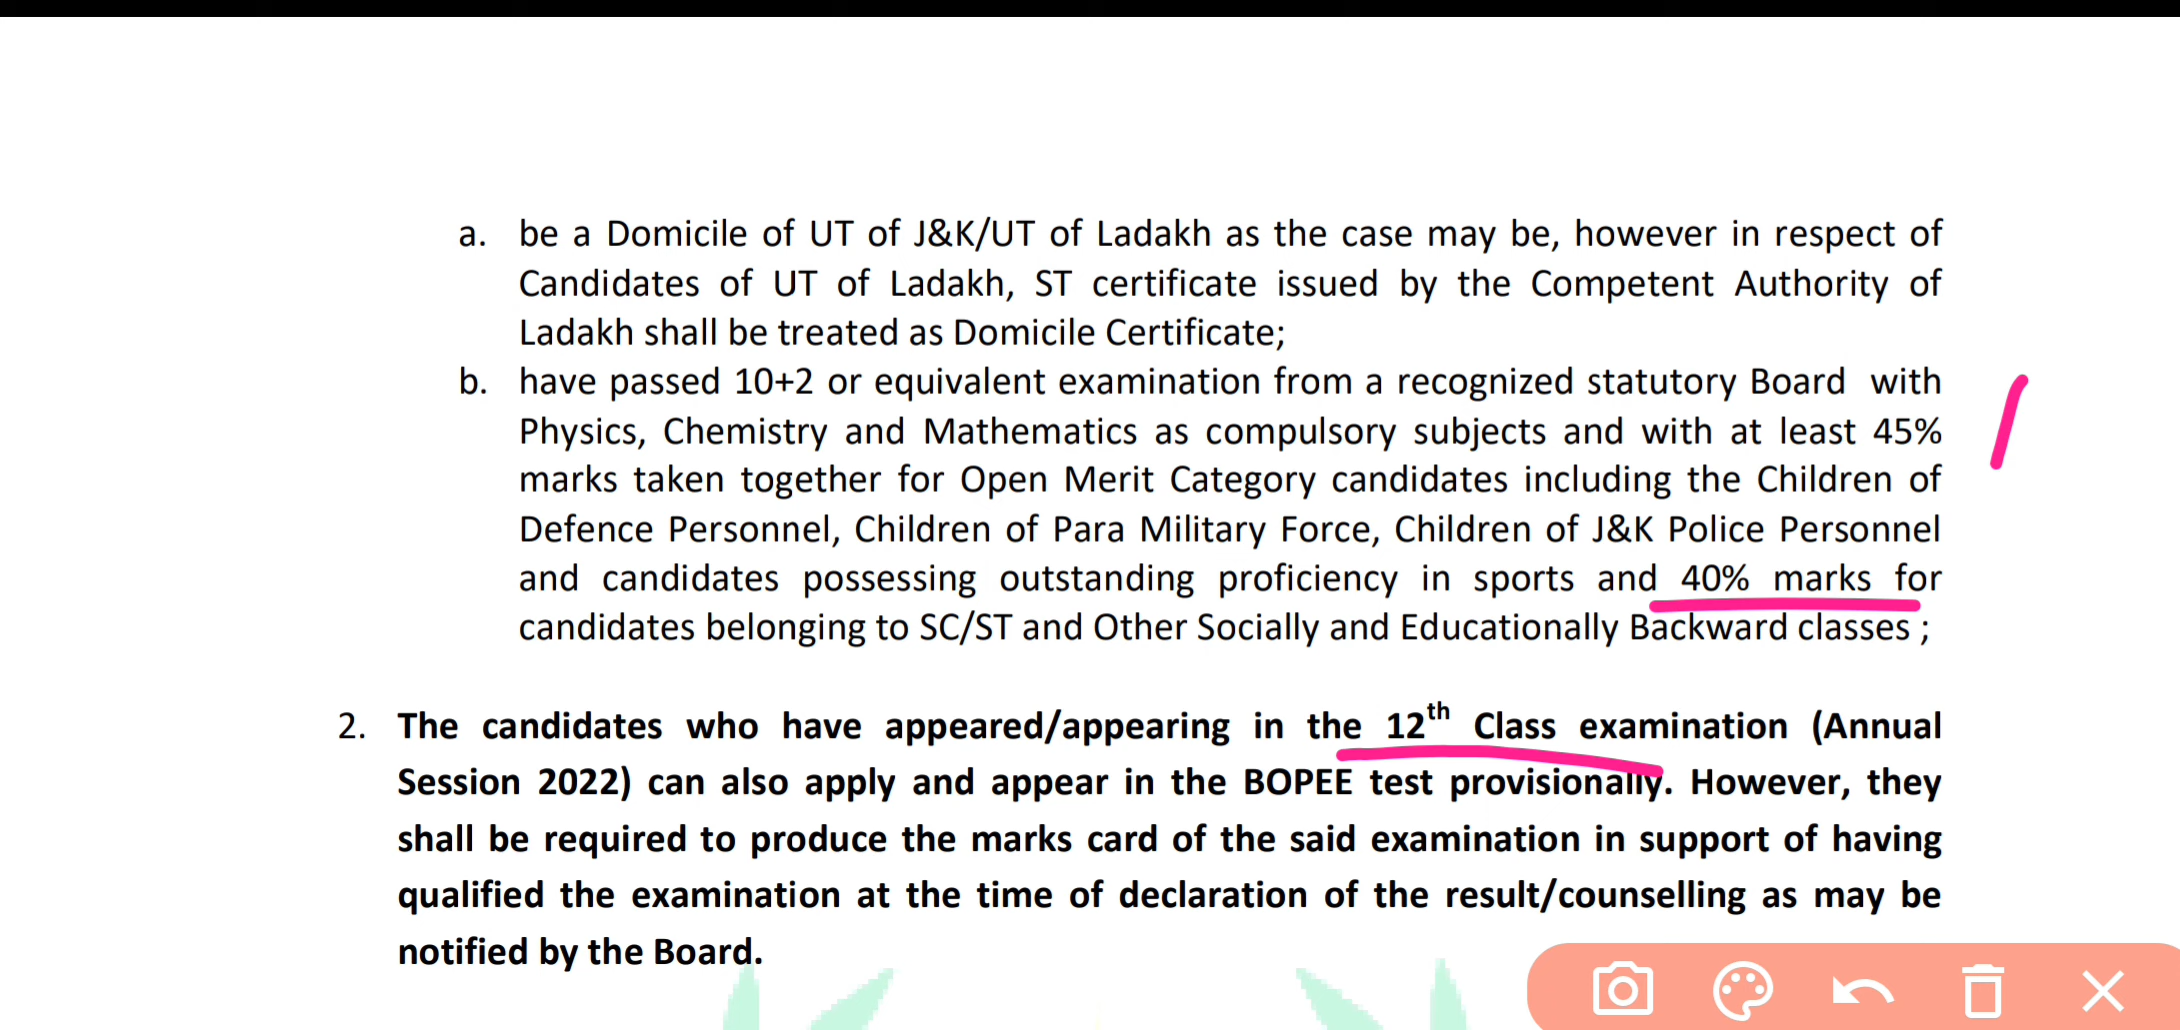 a. be a Domicile of UT of J&K/UT of Ladakh as the case may be, however in respect of
Candidates of UT of Ladakh, ST certificate issued by the Competent Authority of
Ladakh shall be treated as Domicile Certificate;
b. have passed 10+2 or equivalent examination from a recognized statutory Board with
Physics, Chemistry and Mathematics as compulsory subjects and with at least 45%
marks taken together for Open Merit Category candidates including the Children of
Defence Personnel, Children of Para Military Force, Children of J&K Police Personnel
and candidates possessing outstanding proficiency in sports and 40% marks for
candidates belonging to SC/ST and Other Socially and Educationally Backward classes ;
2. The candidates who have appeared/appearing in the 12th Class examination (Annual
Session 2022) can also apply and appear in the BOPEE test provisionally. However, they
shall be required to produce the marks card of the said examination in support of having
qualified the examination at the time of declaration of the result/counselling as may be
notified by the Board.